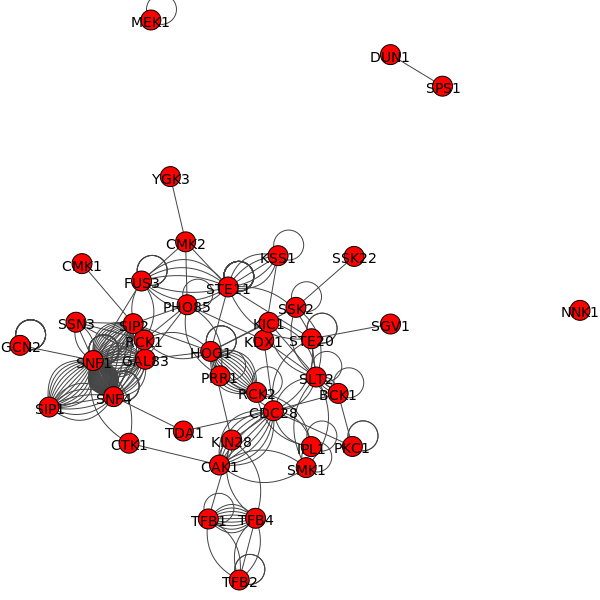 MEK1
DUN1
SPS1
YGK3
CMK2
CMK1
KSS1
SSK22
FUS3
STE11
PHO85
SSK2
NNK1
SSN3
SIP2
KIC1
SGV1
RCK1
KDX1
STE20
GCN2
SNF1
GAL83
HOG1
PRR1
SLT2
SNF4
RCK2
BCK1
SIP1
CDC28
TDA1
CTK1
KIN28
IPL1
PKC1
CAK1
SMK1
TFB1
TFB4
TFB2